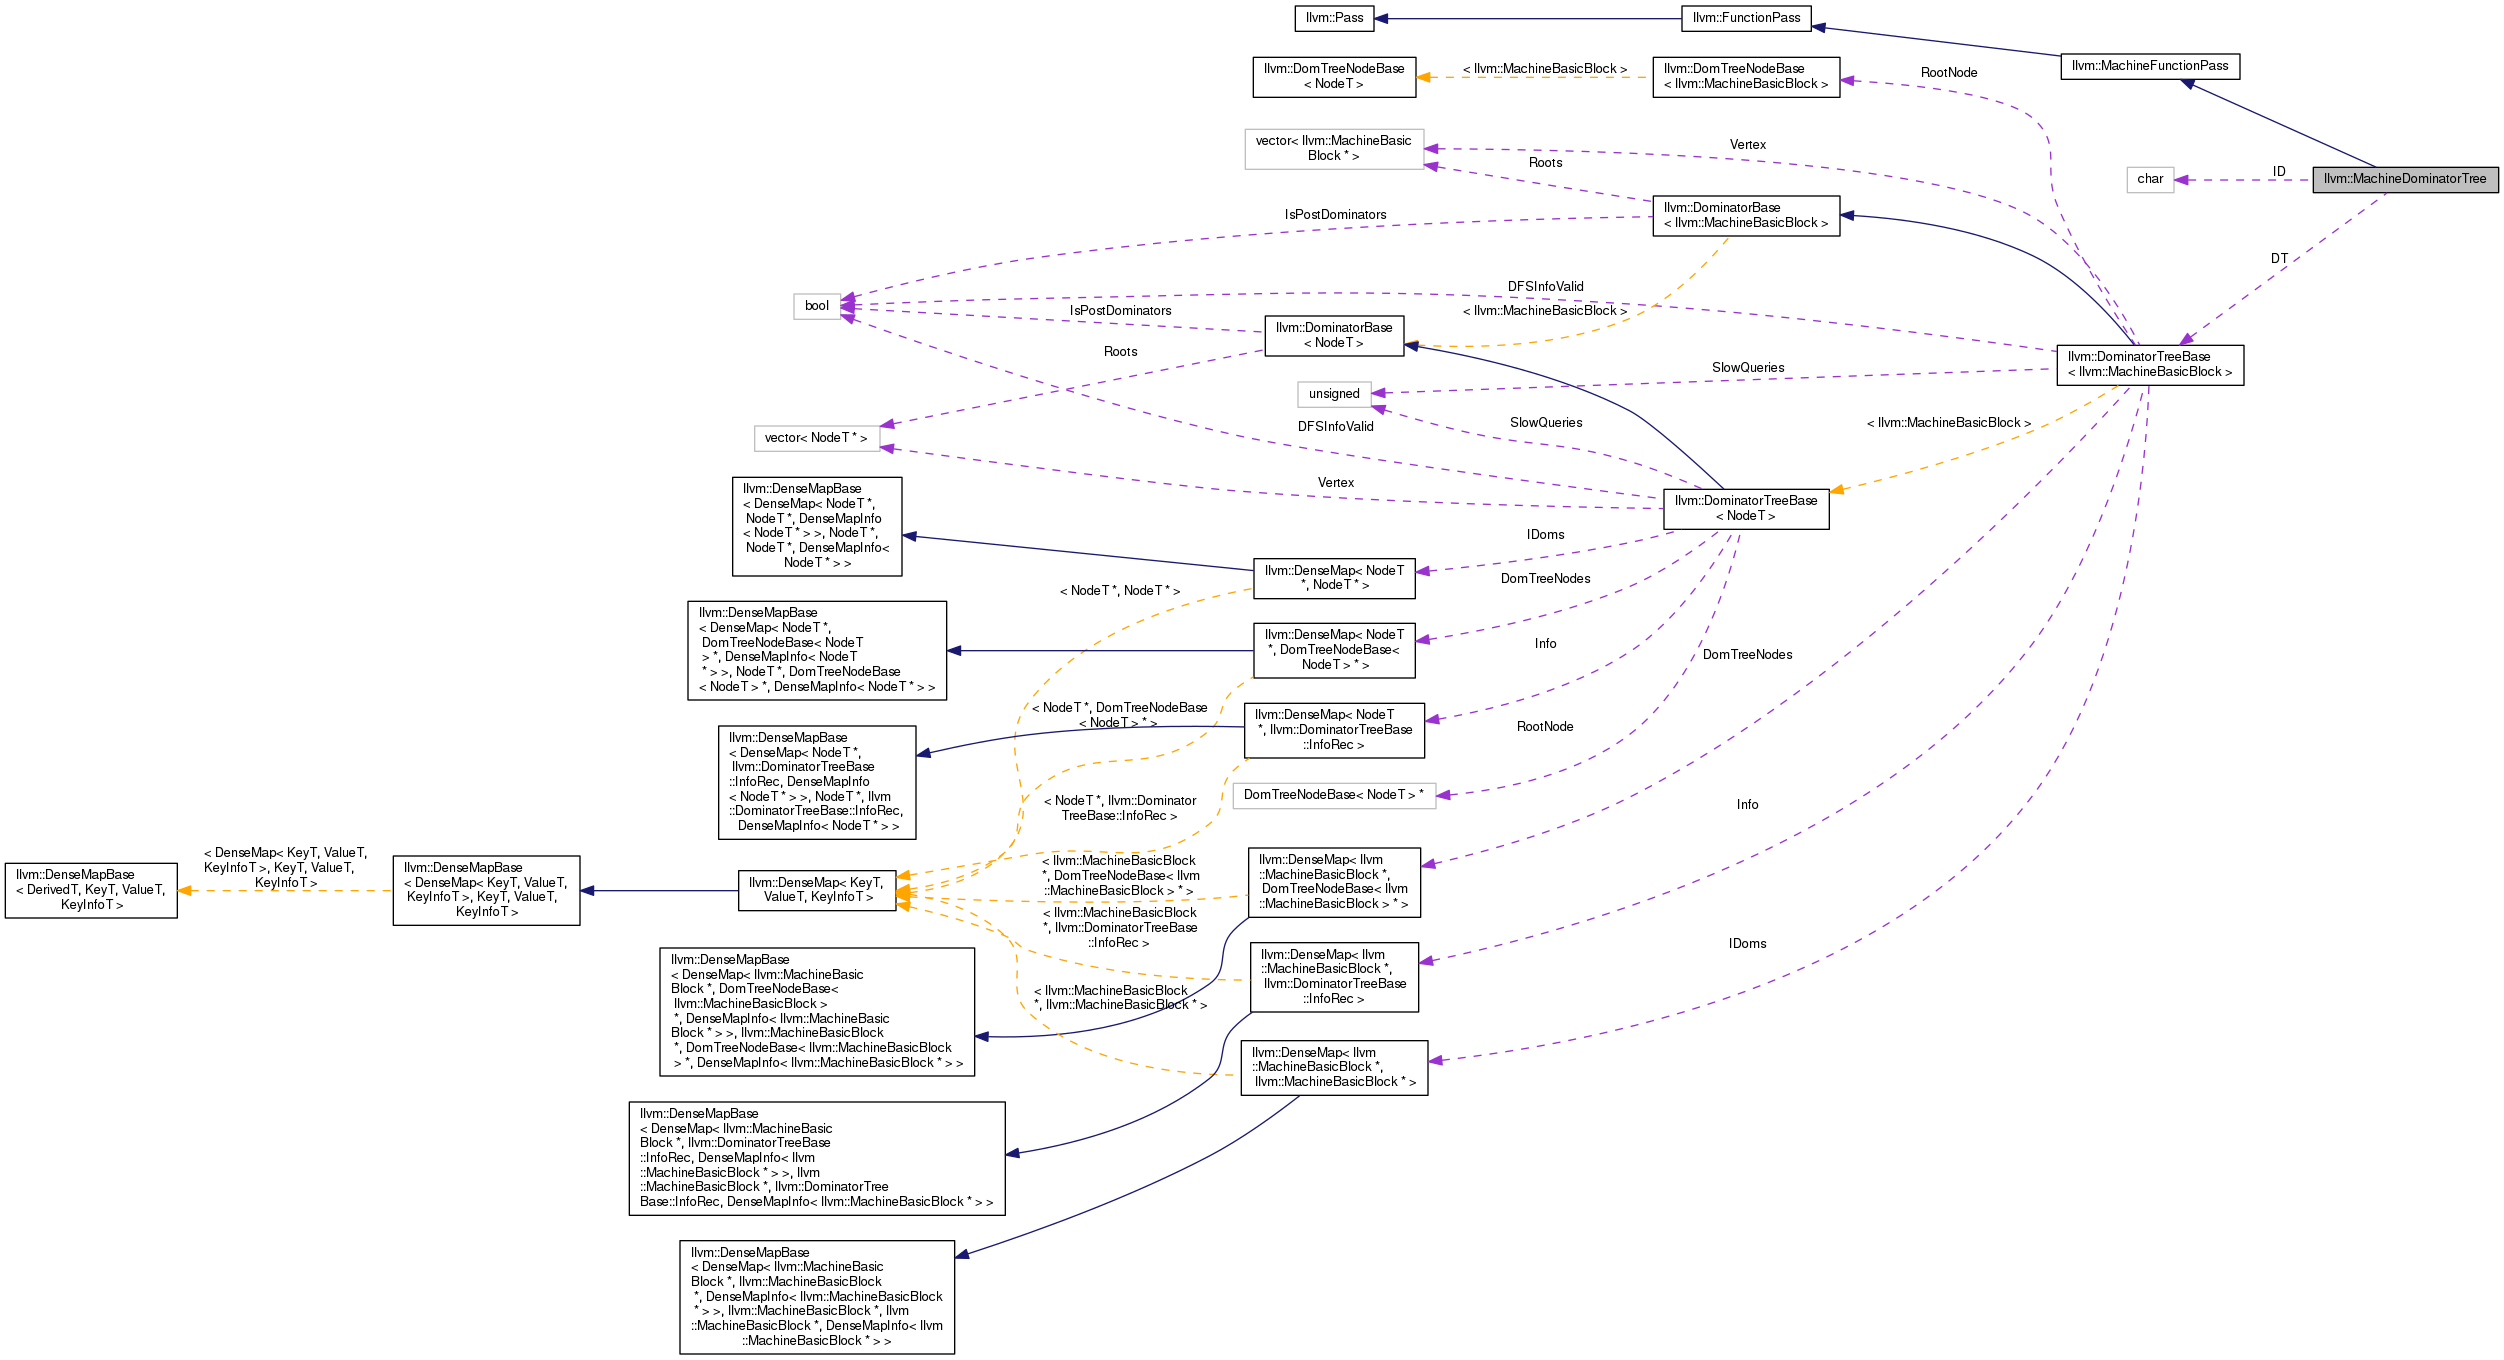 llvm::Pass
llvm::FunctionPass
llvm::MachineFunctionPass
llvm::DomTreeNodeBase
< NodeT >
< llvm::MachineBasicBlock >
llvm::DomTreeNodeBase
< llvm::MachineBasicBlock >
RootNode
vector< llvm::MachineBasic
Block * >
Vertex
Roots
char
ID
llvm::MachineDominatorTree
llvm::DominatorBase
< llvm::MachineBasicBlock >
IsPostDominators
DT
bool
DFSInfoValid
IsPostDominators
< llvm::MachineBasicBlock >
llvm::DominatorBase
< NodeT >
Roots
llvm::DominatorTreeBase
< llvm::MachineBasicBlock >
SlowQueries
unsigned
SlowQueries
DFSInfoValid
< llvm::MachineBasicBlock >
vector< NodeT * >
Vertex
llvm::DominatorTreeBase
< NodeT >
llvm::DenseMapBase
< DenseMap< NodeT *,
NodeT *, DenseMapInfo
< NodeT * > >, NodeT *,
NodeT *, DenseMapInfo<
NodeT * > >
IDoms
llvm::DenseMap< NodeT
*, NodeT * >
DomTreeNodes
< NodeT *, NodeT * >
llvm::DenseMapBase
< DenseMap< NodeT *,
DomTreeNodeBase< NodeT
> *, DenseMapInfo< NodeT
* > >, NodeT *, DomTreeNodeBase
< NodeT > *, DenseMapInfo< NodeT * > >
llvm::DenseMap< NodeT
*, DomTreeNodeBase<
NodeT > * >
Info
DomTreeNodes
< NodeT *, DomTreeNodeBase
< NodeT > * >
llvm::DenseMap< NodeT
*, llvm::DominatorTreeBase
::InfoRec >
RootNode
llvm::DenseMapBase
< DenseMap< NodeT *,
llvm::DominatorTreeBase
::InfoRec, DenseMapInfo
< NodeT * > >, NodeT *, llvm
::DominatorTreeBase::InfoRec,
DenseMapInfo< NodeT * > >
DomTreeNodeBase< NodeT > *
< NodeT *, llvm::Dominator
TreeBase::InfoRec >
Info
llvm::DenseMapBase
< DerivedT, KeyT, ValueT,
KeyInfoT >
< DenseMap< KeyT, ValueT,
KeyInfoT >, KeyT, ValueT,
KeyInfoT >
llvm::DenseMapBase
< DenseMap< KeyT, ValueT,
KeyInfoT >, KeyT, ValueT,
KeyInfoT >
llvm::DenseMap< KeyT,
ValueT, KeyInfoT >
< llvm::MachineBasicBlock
*, DomTreeNodeBase< llvm
::MachineBasicBlock > * >
llvm::DenseMap< llvm
::MachineBasicBlock *,
DomTreeNodeBase< llvm
::MachineBasicBlock > * >
< llvm::MachineBasicBlock
*, llvm::DominatorTreeBase
::InfoRec >
IDoms
llvm::DenseMap< llvm
::MachineBasicBlock *,
llvm::DominatorTreeBase
::InfoRec >
llvm::DenseMapBase
< DenseMap< llvm::MachineBasic
Block *, DomTreeNodeBase<
llvm::MachineBasicBlock >
*, DenseMapInfo< llvm::MachineBasic
Block * > >, llvm::MachineBasicBlock
*, DomTreeNodeBase< llvm::MachineBasicBlock
> *, DenseMapInfo< llvm::MachineBasicBlock * > >
< llvm::MachineBasicBlock
*, llvm::MachineBasicBlock * >
llvm::DenseMap< llvm
::MachineBasicBlock *,
llvm::MachineBasicBlock * >
llvm::DenseMapBase
< DenseMap< llvm::MachineBasic
Block *, llvm::DominatorTreeBase
::InfoRec, DenseMapInfo< llvm
::MachineBasicBlock * > >, llvm
::MachineBasicBlock *, llvm::DominatorTree
Base::InfoRec, DenseMapInfo< llvm::MachineBasicBlock * > >
llvm::DenseMapBase
< DenseMap< llvm::MachineBasic
Block *, llvm::MachineBasicBlock
*, DenseMapInfo< llvm::MachineBasicBlock
* > >, llvm::MachineBasicBlock *, llvm
::MachineBasicBlock *, DenseMapInfo< llvm
::MachineBasicBlock * > >